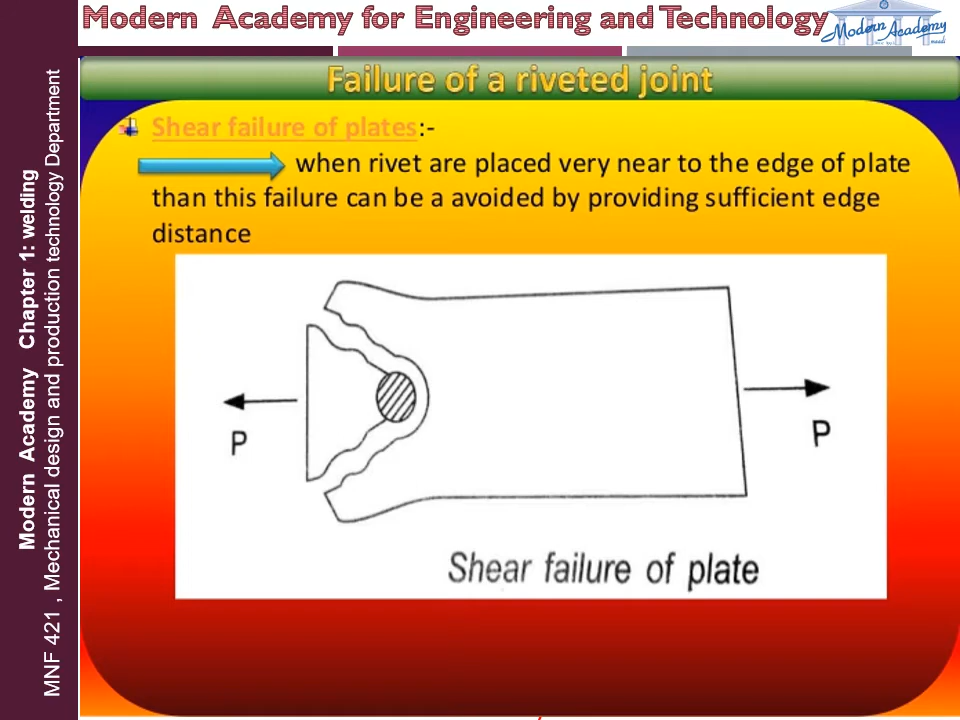 Modern Academy for Engineering and Technology
Modern Academy
Failure of a riveted joint
Shear failure of plates:-
when rivet are placed very near to the edge of plate
than this failure can be a avoided by providing sufficient edge
distance
P
P
Shear failure of plate
Modern Academy Chapter 1: welding
MNF 421 , Mechanical design and production technology Department